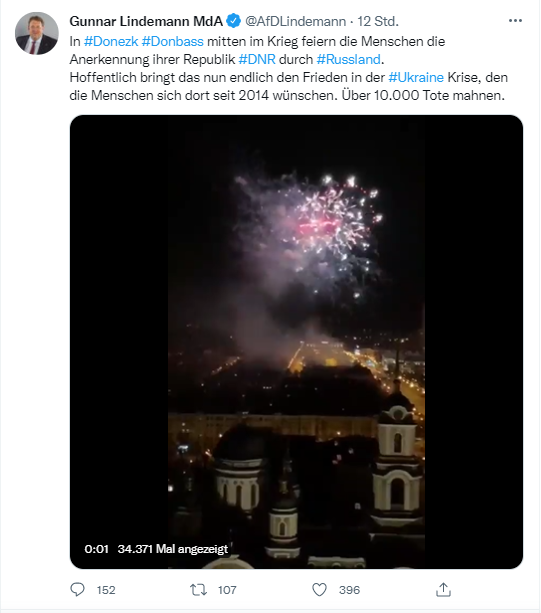 Gunnar Lindemann MdA @AfDLindemann · 12 Std.
In #Donezk #Donbass mitten im Krieg feiern die Menschen die
Anerkennung ihrer Republik #DNR durch #Russland.
Hoffentlich bringt das nun endlich den Frieden in der #Ukraine Krise, den
die Menschen sich dort seit 2014 wünschen. Über 10.000 Tote mahnen.
0:01 34.371 Mal angezeigt
152 107 396